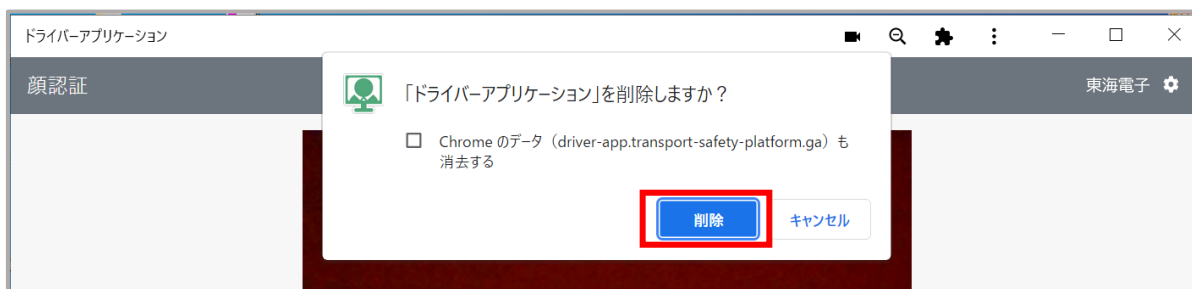 ドライバーアプリケーション
顔認証
東海電子
「ドライバーアプリケーション」を削除しますか？
Chrome のデータ（driver-app.transport-safety-platform.ga）も
消去する
削除
キャンセル